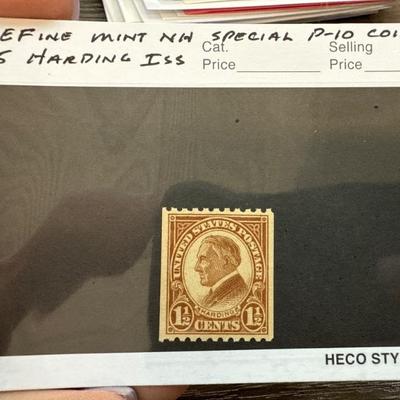 EFINE MINT NH SPECIAL P-10 COI
S HARDING ISS
Cat.
Price
Selling
Price
UNITED STATES POSTAGE
HARDING
1½ CENTS 1½
HECO STY